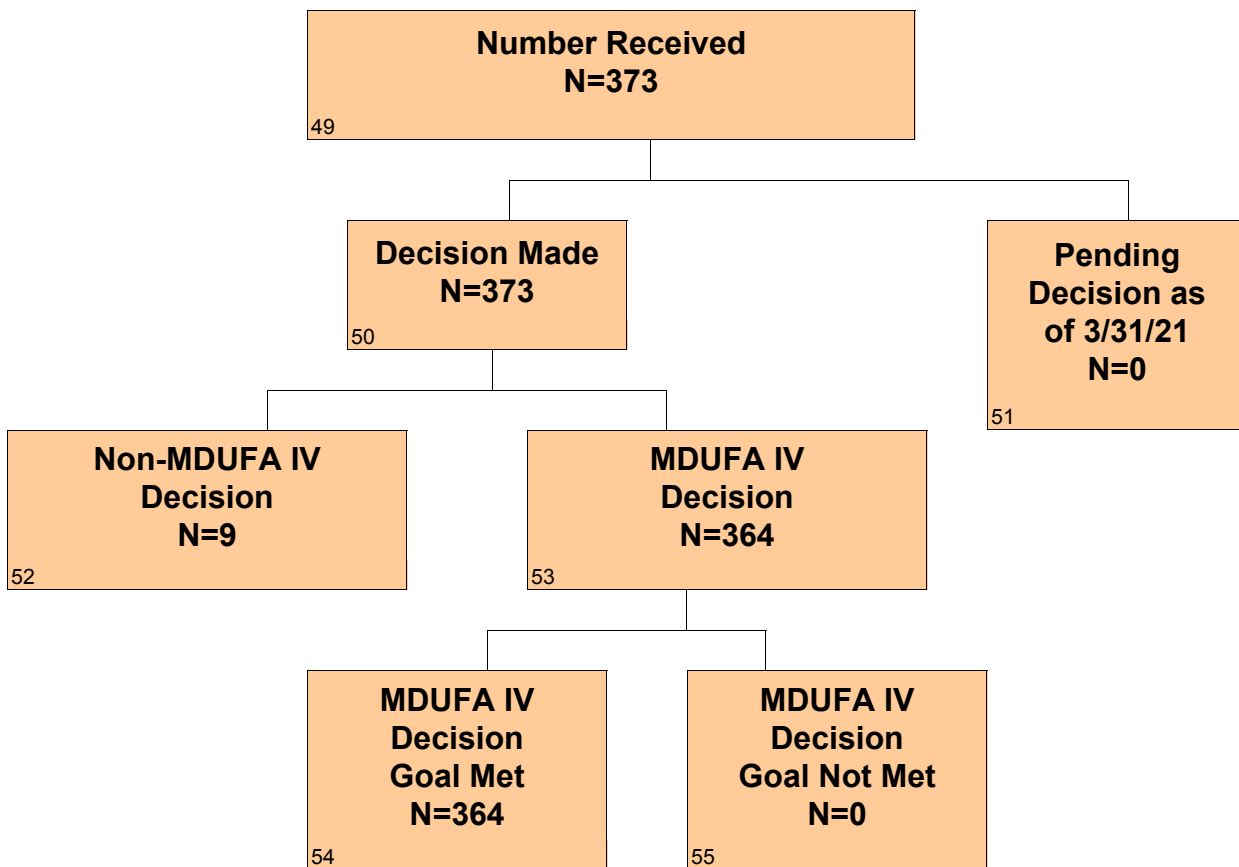 Number Received
N=373
49
Decision Made
N=373
50
Pending
Decision as
of 3/31/21
N=0
51
Non-MDUFA IV
Decision
N=9
52
MDUFA IV
Decision
N=364
53
MDUFA IV
Decision
Goal Met
N=364
54
MDUFA IV
Decision
Goal Not Met
N=0
55